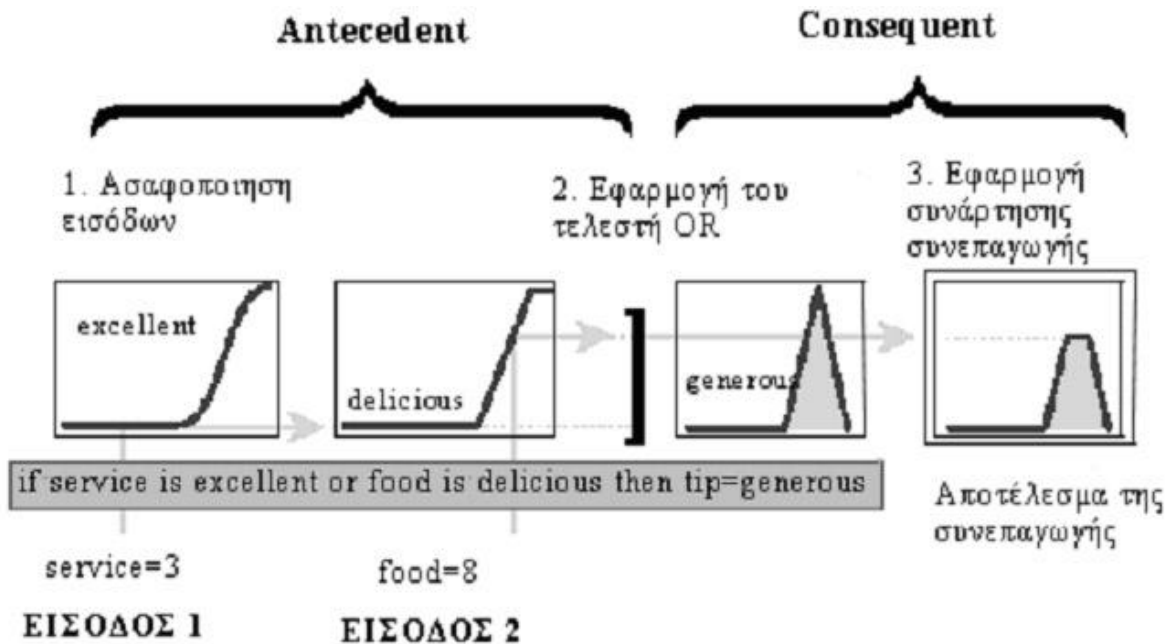 Antecedent
Consequent
1. Ασαφοποιηση
εισόδων
2. Εφαρμογή του
τελεστή OR
3. Εφαρμογή
συνάρτησης
συνεπαγωγής
excellent
delicious
generous
if service is excellent or food is delicious then tip=generous
Αποτέλεσμα της
συνεπαγωγής
service=3
food=8
ΕΙΣΟΔΟΣ 1
ΕΙΣΟΔΟΣ 2